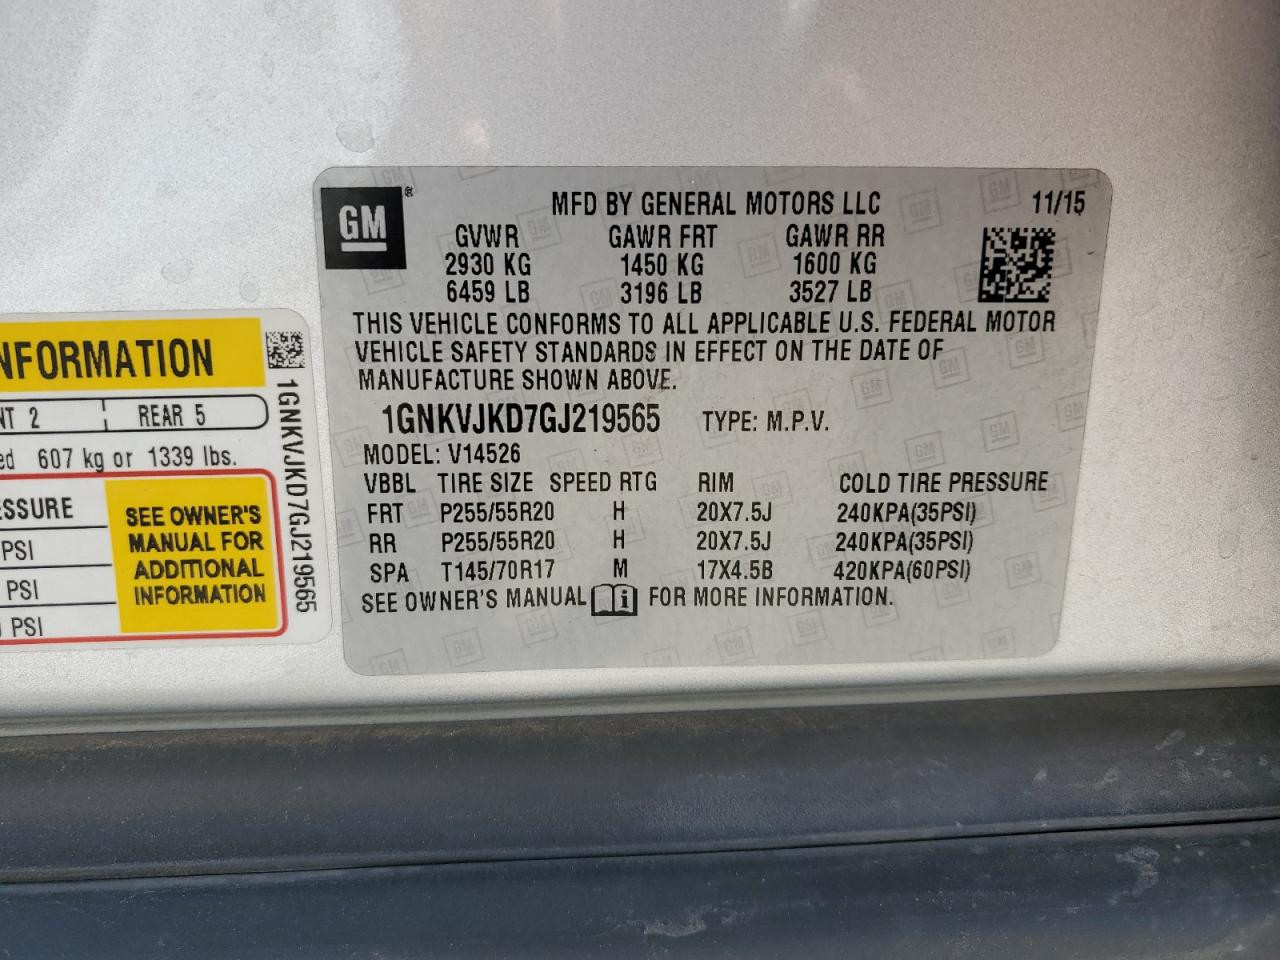 GM ®
MFD BY GENERAL MOTORS LLC 11/15
GVWR GAWR FRT GAWR RR
2930 KG 1450 KG 1600 KG
6459 LB 3196 LB 3527 LB
THIS VEHICLE CONFORMS TO ALL APPLICABLE U.S. FEDERAL MOTOR
VEHICLE SAFETY STANDARDS IN EFFECT ON THE DATE OF
MANUFACTURE SHOWN ABOVE.
1GNKVJKD7GJ219565 TYPE: M.P.V.
MODEL: V14526
VBBL TIRE SIZE SPEED RTG RIM COLD TIRE PRESSURE
FRT P255/55R20 H 20X7.5J 240KPA(35PSI)
RR P255/55R20 H 20X7.5J 240KPA(35PSI)
SPA T145/70R17 M 17X4.5B 420KPA(60PSI)
SEE OWNER'S MANUAL i FOR MORE INFORMATION.
NFORMATION
NT 2 REAR 5
ed 607 kg or 1339 lbs.
ESSURE
PSI
PSI
PSI
SEE OWNER'S
MANUAL FOR
ADDITIONAL
INFORMATION
1GNKVJKD7GJ219565